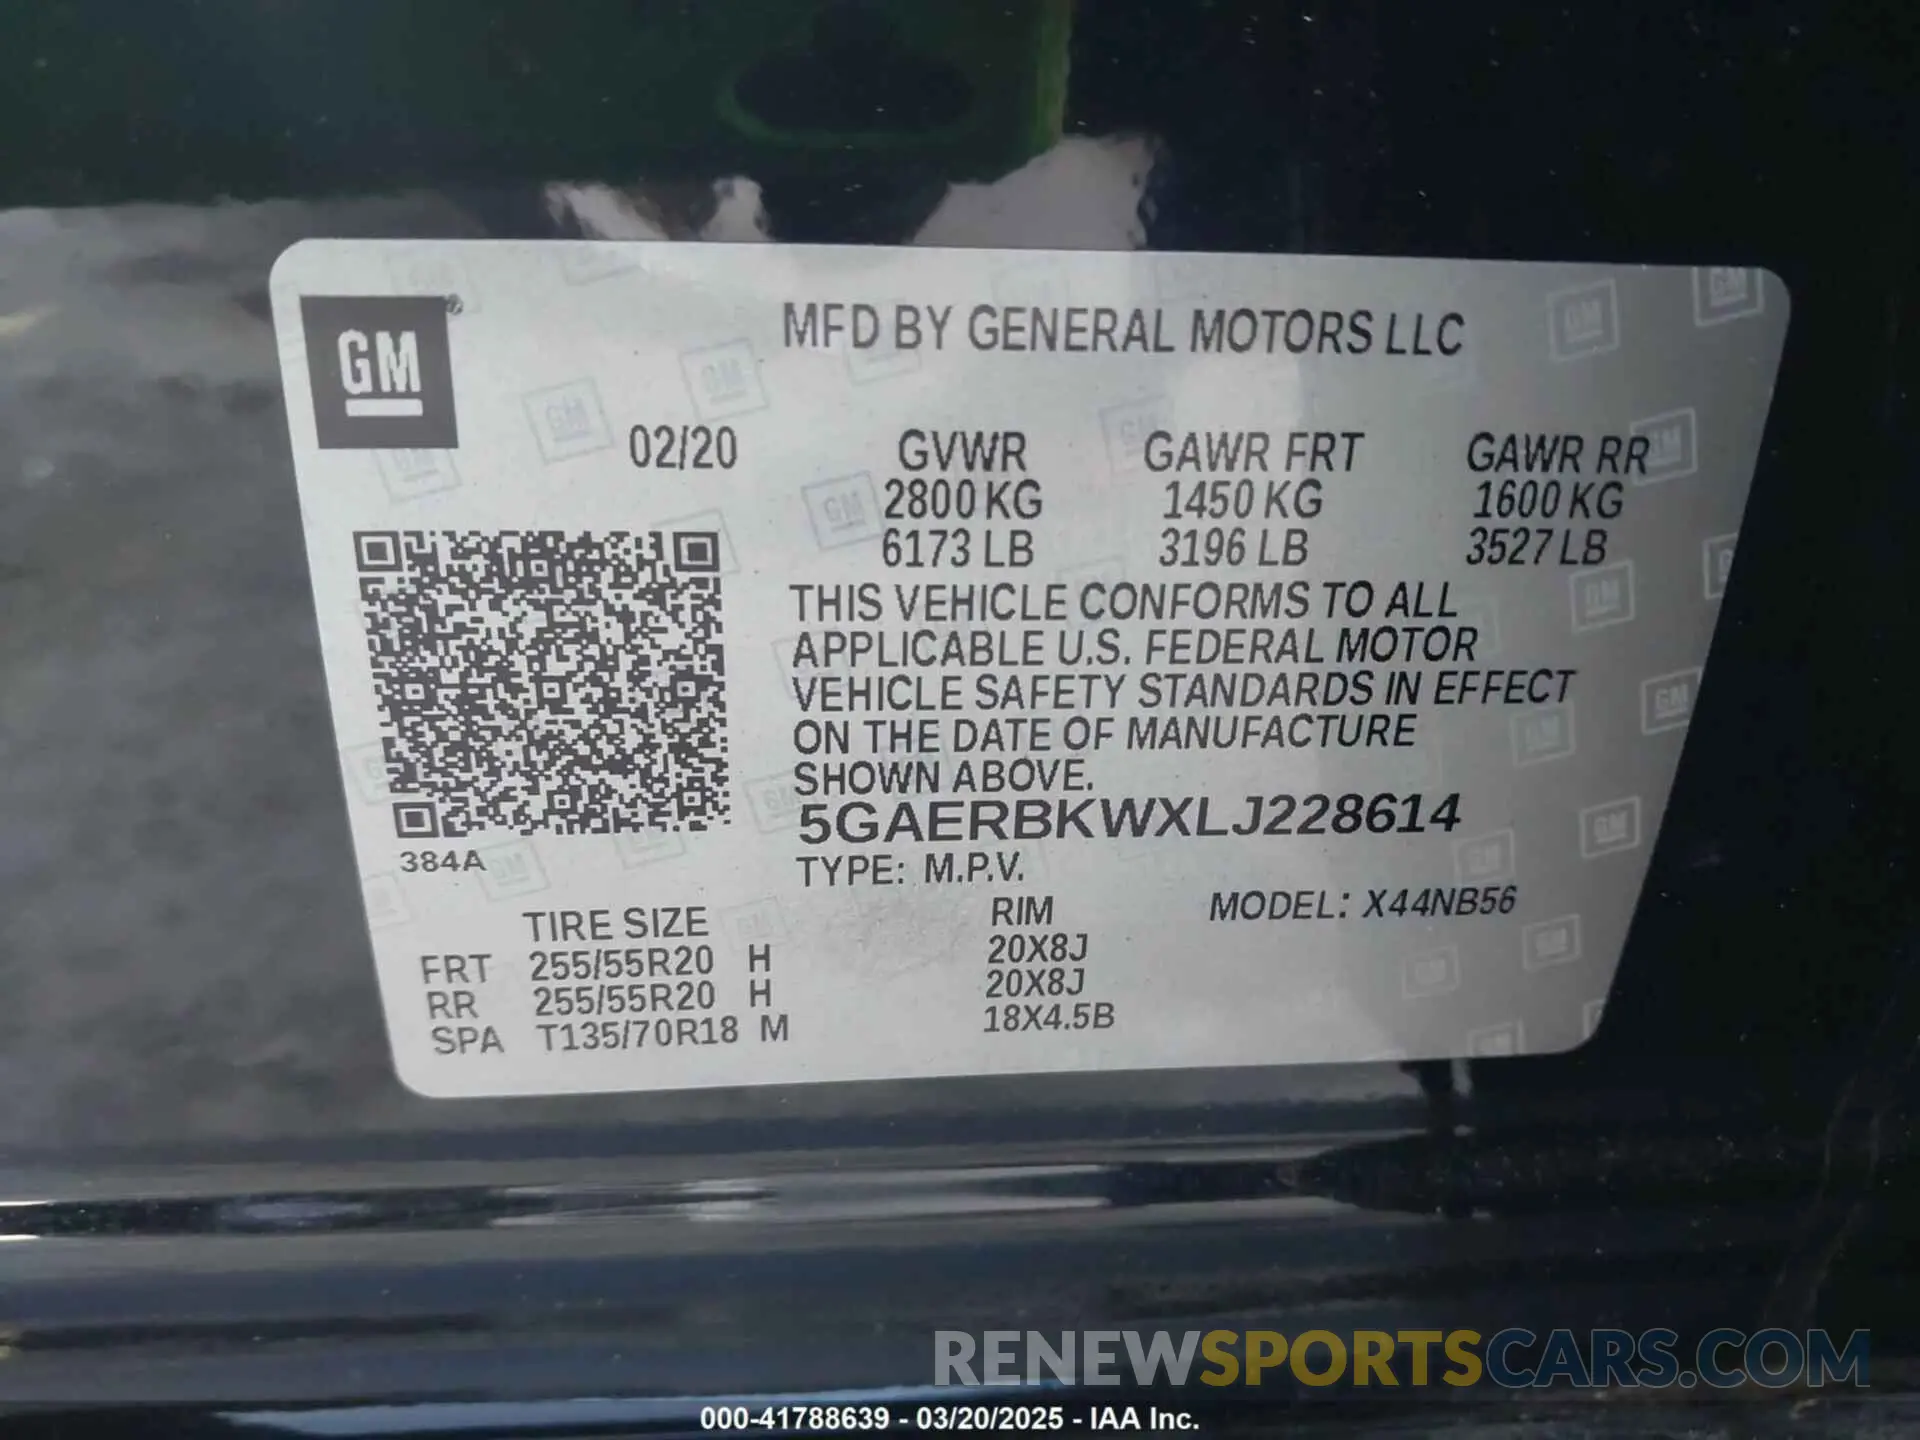 GM ®
MFD BY GENERAL MOTORS LLC
02/20 GVWR GAWR FRT GAWR RR
2800 KG 1450 KG 1600 KG
6173 LB 3196 LB 3527 LB
THIS VEHICLE CONFORMS TO ALL
APPLICABLE U.S. FEDERAL MOTOR
VEHICLE SAFETY STANDARDS IN EFFECT
ON THE DATE OF MANUFACTURE
SHOWN ABOVE.
5GAERBKWXLJ228614
384A
TYPE: M.P.V.
TIRE SIZE RIM MODEL: X44NB56
FRT 255/55R20 H 20X8J
RR 255/55R20 H 20X8J
SPA T135/70R18 M 18X4.5B
RENEWSPORTSCARS.COM
000-41788639 - 03/20/2025 - IAA Inc.